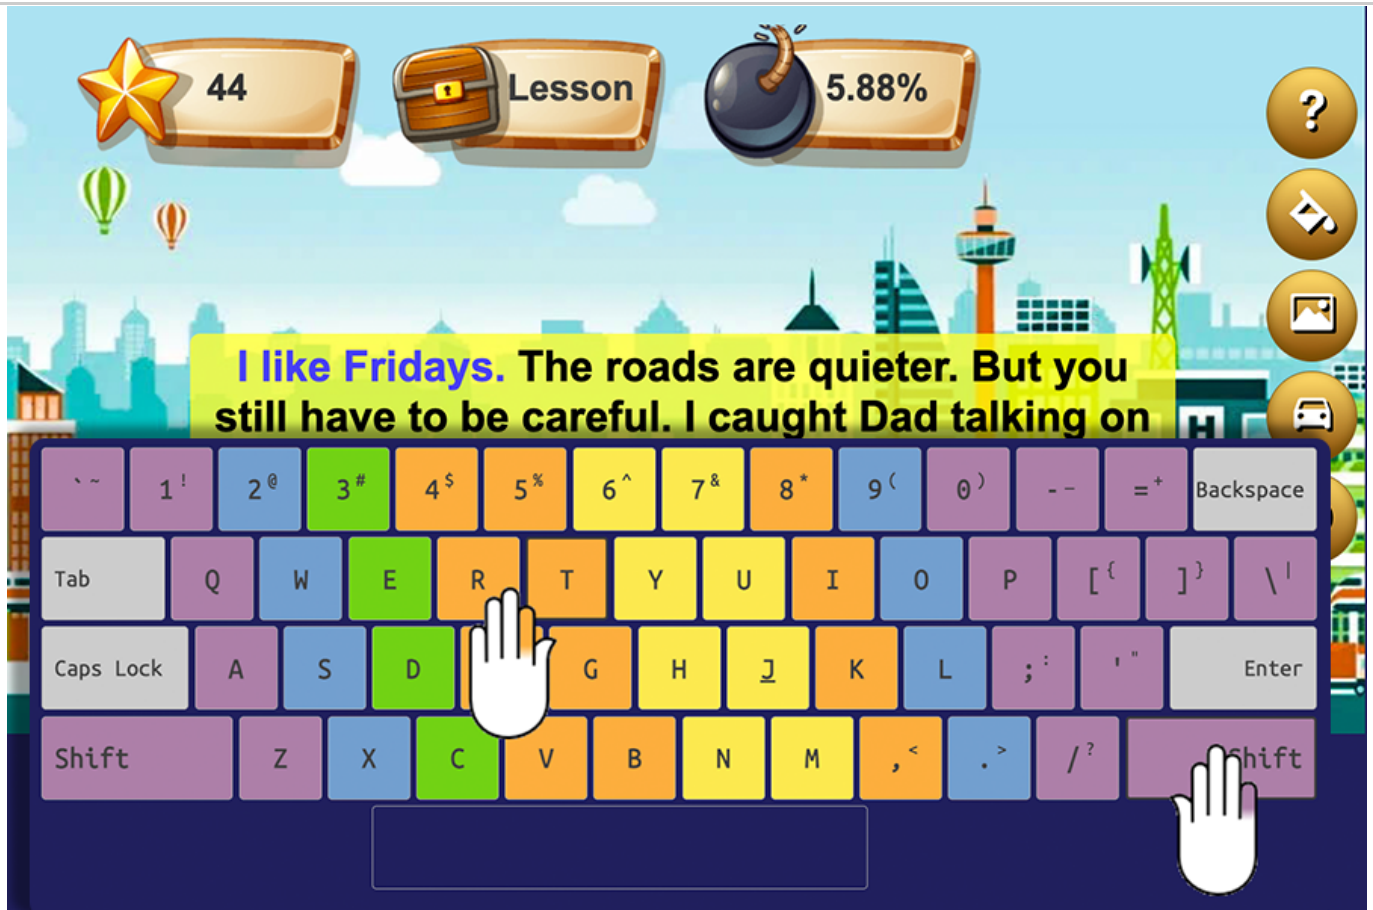 44
Lesson
5.88%
?
I like Fridays. The roads are quieter. But you
still have to be careful. I caught Dad talking on
H
` ~ 1 ! 2 @ 3 # 4 $ 5 % 6 ^ 7 & 8 * 9 ( 0 ) - _ = + Backspace
Tab Q W E R T Y U I O P [ { ] } \ |
Caps Lock A S D G H J K L ; : ' " Enter
Shift Z X C V B N M , < . > / ? Shift